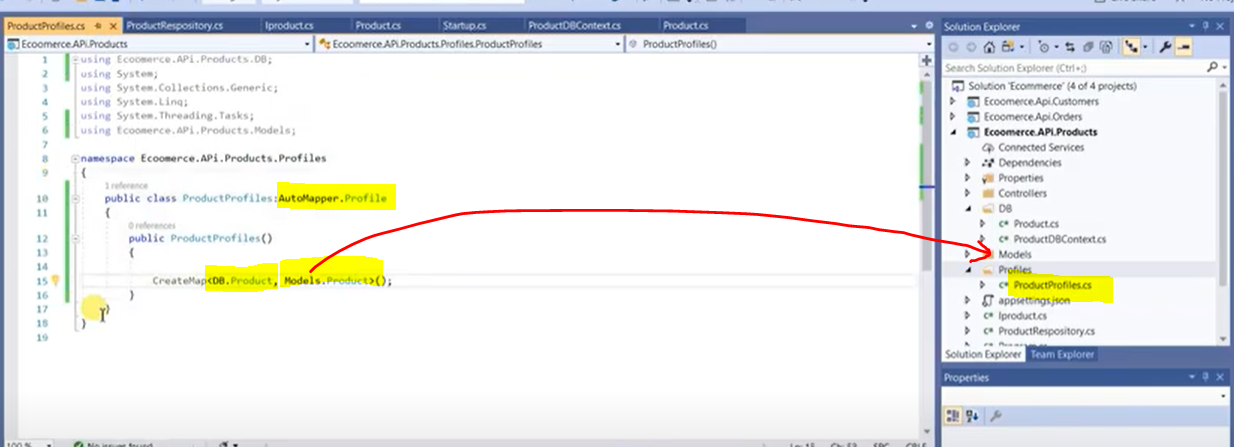 ProductProfiles.cs
ProductRespository.cs
Iproduct.cs
Product.cs
Startup.cs
ProductDBContext.cs
Product.cs
Ecoomerce.APi.Products
Ecoomerce.APi.Products.Profiles.ProductProfiles
ProductProfiles()
1 using Ecoomerce.APi.Products.DB;
2 using System;
3 using System.Collections.Generic;
4 using System.Linq;
5 using System.Threading.Tasks;
6 using Ecoomerce.APi.Products.Models;
7
8 namespace Ecoomerce.APi.Products.Profiles
9 {
1 reference
10 public class ProductProfiles:AutoMapper.Profile
11 {
0 references
12 public ProductProfiles()
13 {
14
15 CreateMap<DB.Product, Models.Product>();
16 }
17 }
18 }
19
Solution Explorer
Search Solution Explorer (Ctrl+;)
Solution 'Ecommerce' (4 of 4 projects)
Ecoomerce.Api.Customers
Ecoomerce.Api.Orders
Ecoomerce.APi.Products
Connected Services
Dependencies
Properties
Controllers
DB
Product.cs
ProductDBContext.cs
Models
Profiles
ProductProfiles.cs
appsettings.json
Iproduct.cs
ProductRespository.cs
Solution Explorer Team Explorer
Properties